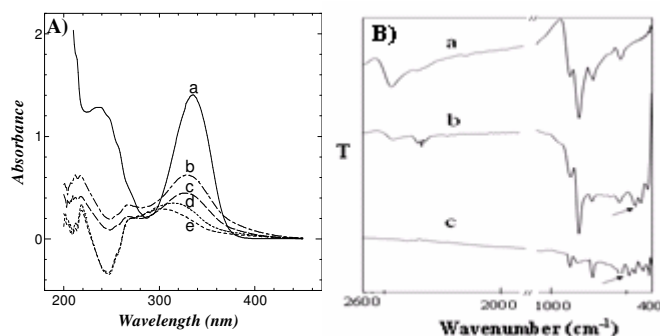 A)
2
1
0
Absorbance
a
b
c
d
e
200
300
400
Wavelength (nm)
B)
a
b
c
T
2600
2000
1000
400
Wavenumber (cm-1)